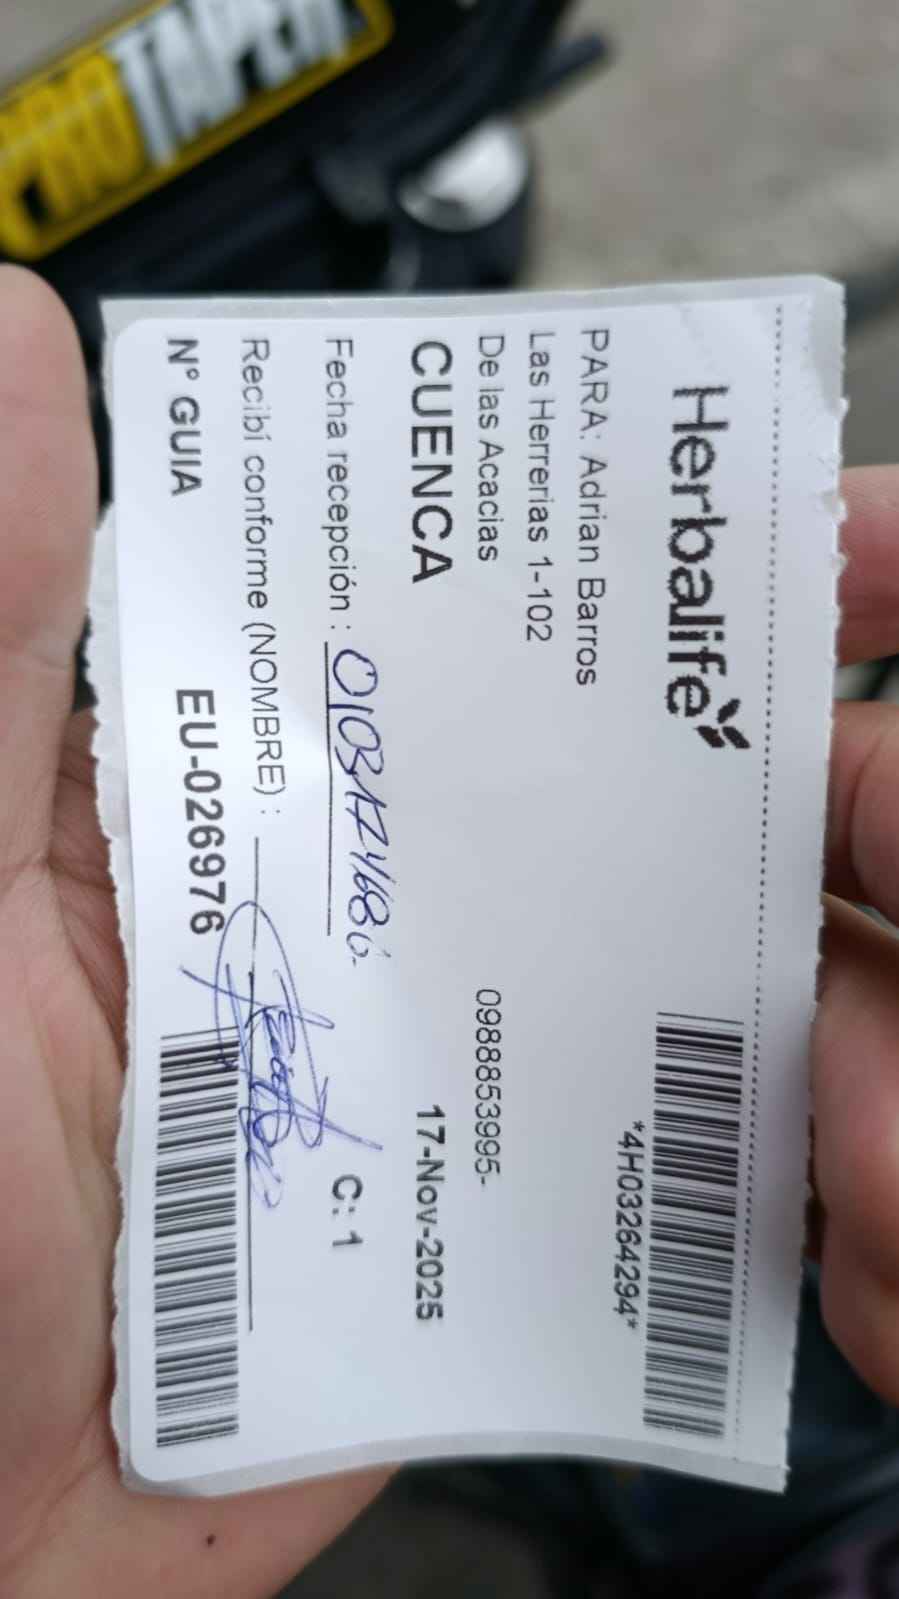 PROTAPER
Herbalife
*4H03264294*
PARA: Adrian Barros
Las Herrerias 1-102
De las Acacias
0988853995-
CUENCA
17-Nov-2025
Fecha recepción :
C: 1
Recibí conforme (NOMBRE) :
N° GUIA
EU-026976